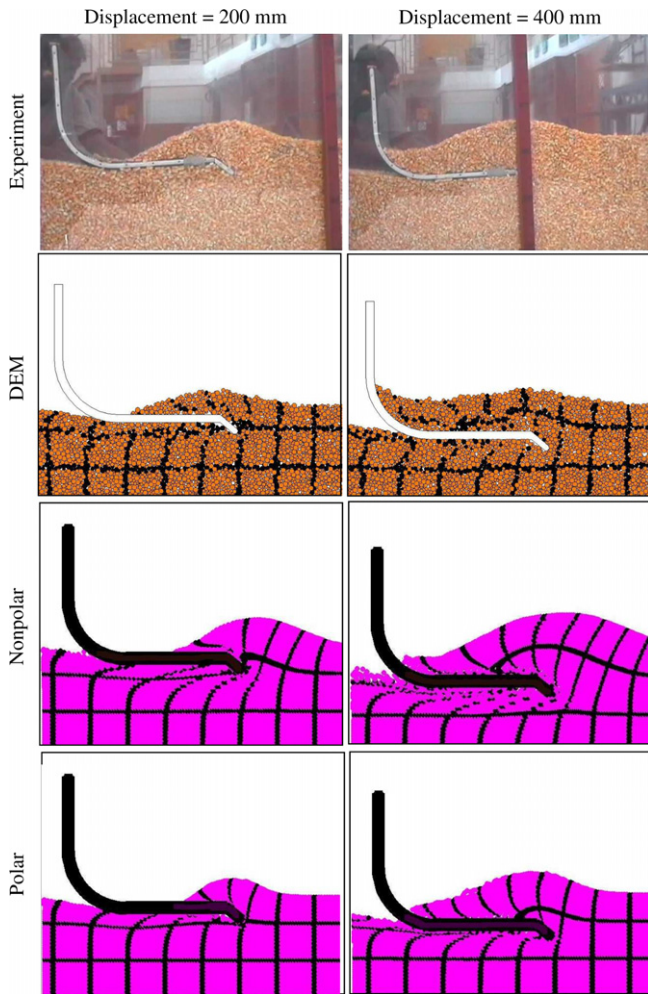 Displacement = 200 mm
Displacement = 400 mm
Experiment
DEM
Nonpolar
Polar